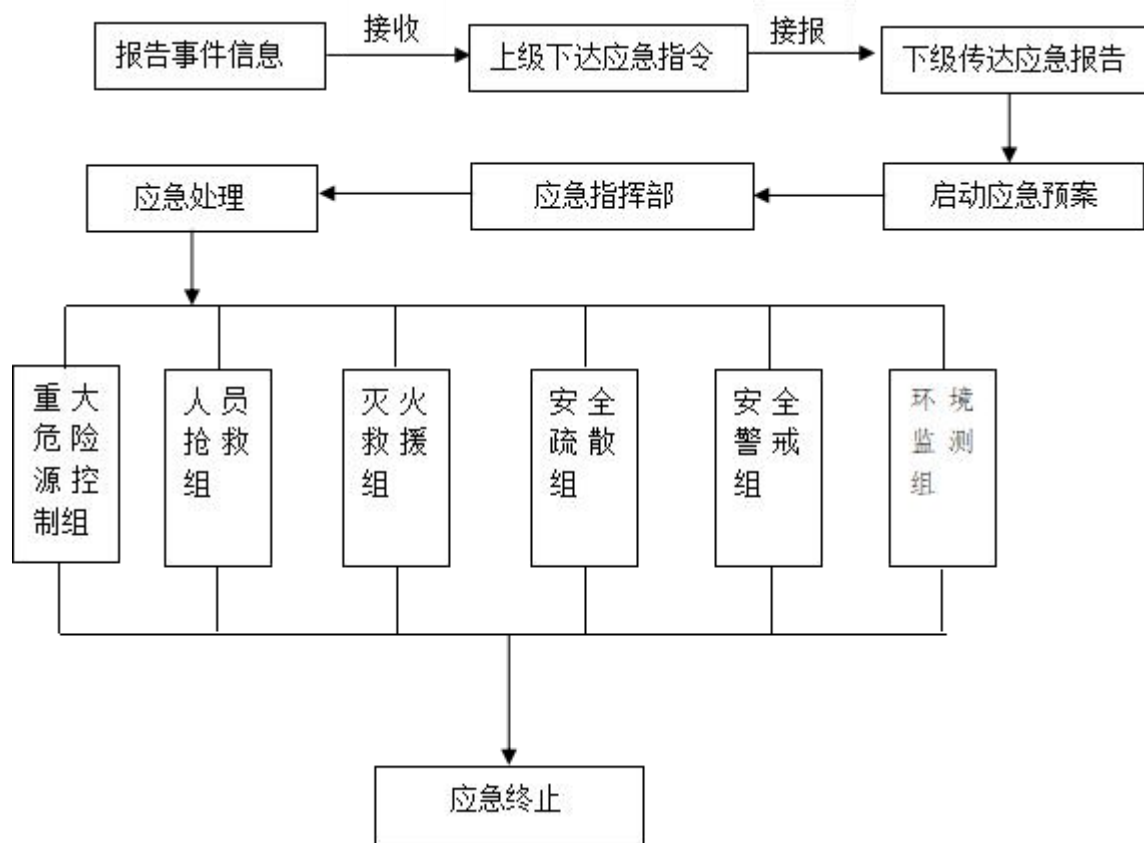 报告事件信息
接收
上级下达应急指令
接报
下级传达应急报告
应急处理
应急指挥部
启动应急预案
重大
危险
源控
制组
人员
抢救
组
灭火
救援
组
安全
疏散
组
安全
警戒
组
环境
监测
组
应急终止